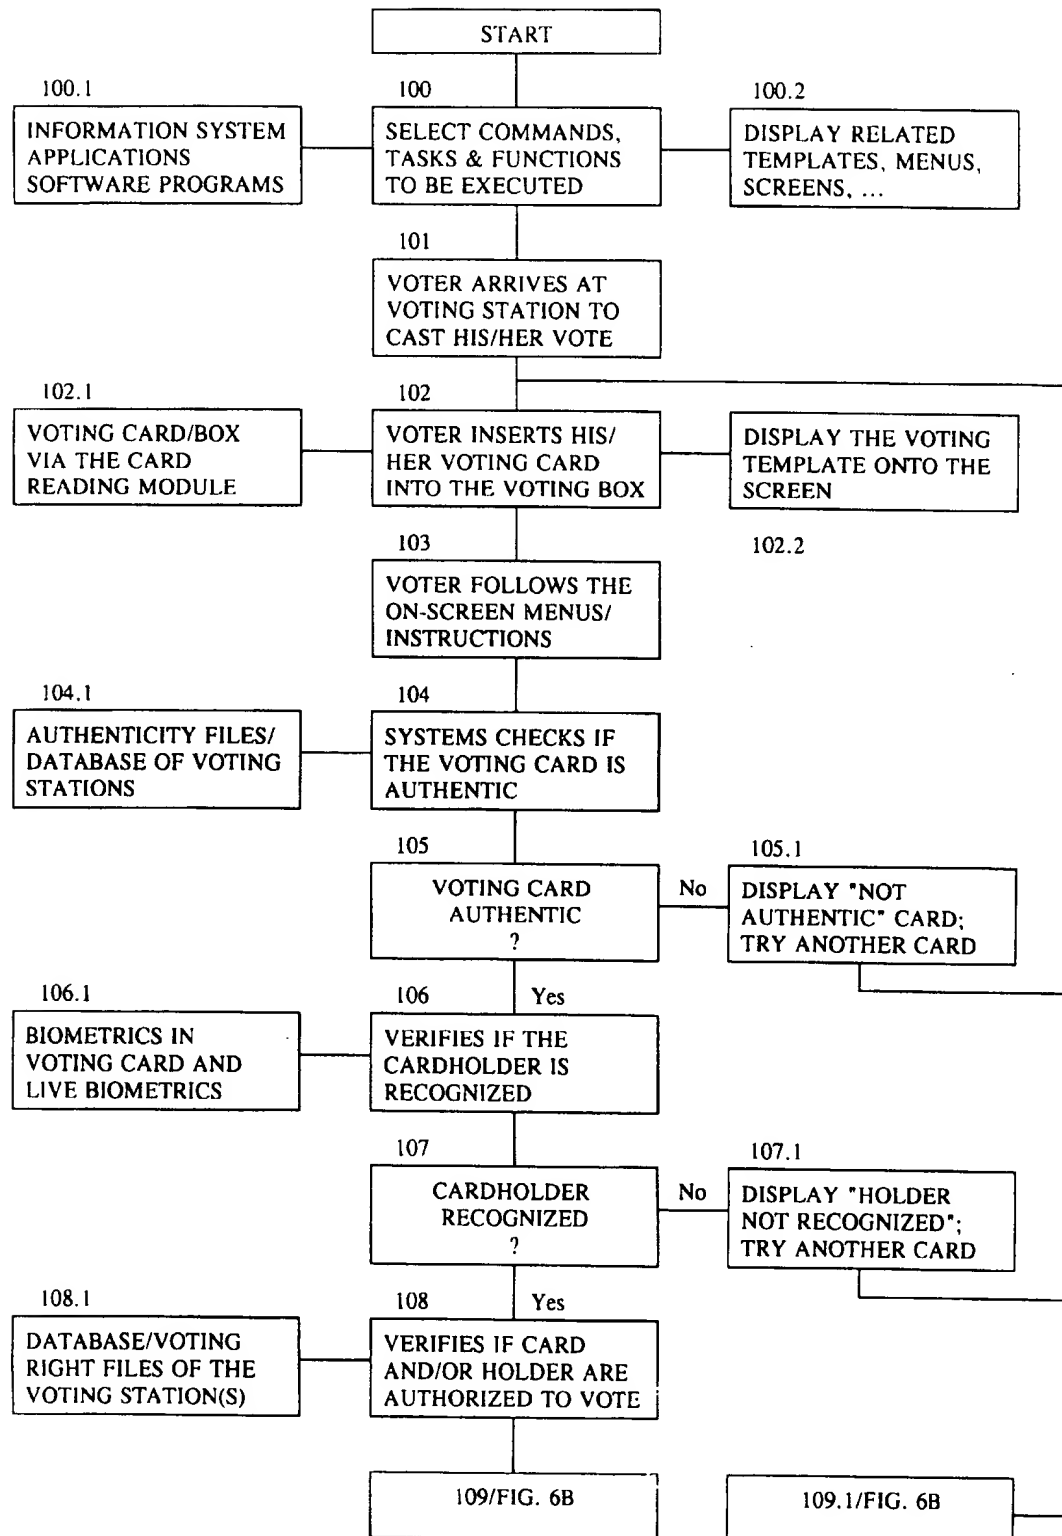 START
100.1
INFORMATION SYSTEM
APPLICATIONS
SOFTWARE PROGRAMS
100
SELECT COMMANDS,
TASKS & FUNCTIONS
TO BE EXECUTED
100.2
DISPLAY RELATED
TEMPLATES, MENUS,
SCREENS, ...
101
VOTER ARRIVES AT
VOTING STATION TO
CAST HIS/HER VOTE
102.1
VOTING CARD/BOX
VIA THE CARD
READING MODULE
102
VOTER INSERTS HIS/
HER VOTING CARD
INTO THE VOTING BOX
DISPLAY THE VOTING
TEMPLATE ONTO THE
SCREEN
102.2
103
VOTER FOLLOWS THE
ON-SCREEN MENUS/
INSTRUCTIONS
104.1
AUTHENTICITY FILES/
DATABASE OF VOTING
STATIONS
104
SYSTEMS CHECKS IF
THE VOTING CARD IS
AUTHENTIC
105
VOTING CARD
AUTHENTIC
?
No
105.1
DISPLAY "NOT
AUTHENTIC" CARD;
TRY ANOTHER CARD
Yes
106.1
BIOMETRICS IN
VOTING CARD AND
LIVE BIOMETRICS
106
VERIFIES IF THE
CARDHOLDER IS
RECOGNIZED
107
CARDHOLDER
RECOGNIZED
?
No
107.1
DISPLAY "HOLDER
NOT RECOGNIZED";
TRY ANOTHER CARD
Yes
108.1
DATABASE/VOTING
RIGHT FILES OF THE
VOTING STATION(S)
108
VERIFIES IF CARD
AND/OR HOLDER ARE
AUTHORIZED TO VOTE
109/FIG. 6B
109.1/FIG. 6B